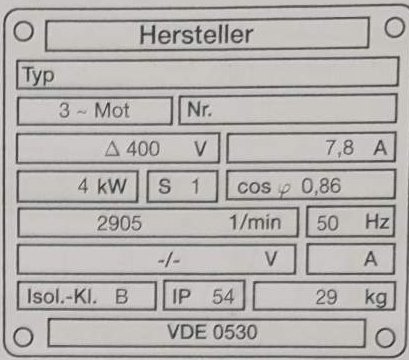 Hersteller
Typ
3 ~ Mot Nr.
Δ 400 V 7,8 A
4 kW S 1 cos φ 0,86
2905 1/min 50 Hz
-/- V A
Isol.-Kl. B IP 54 29 kg
VDE 0530